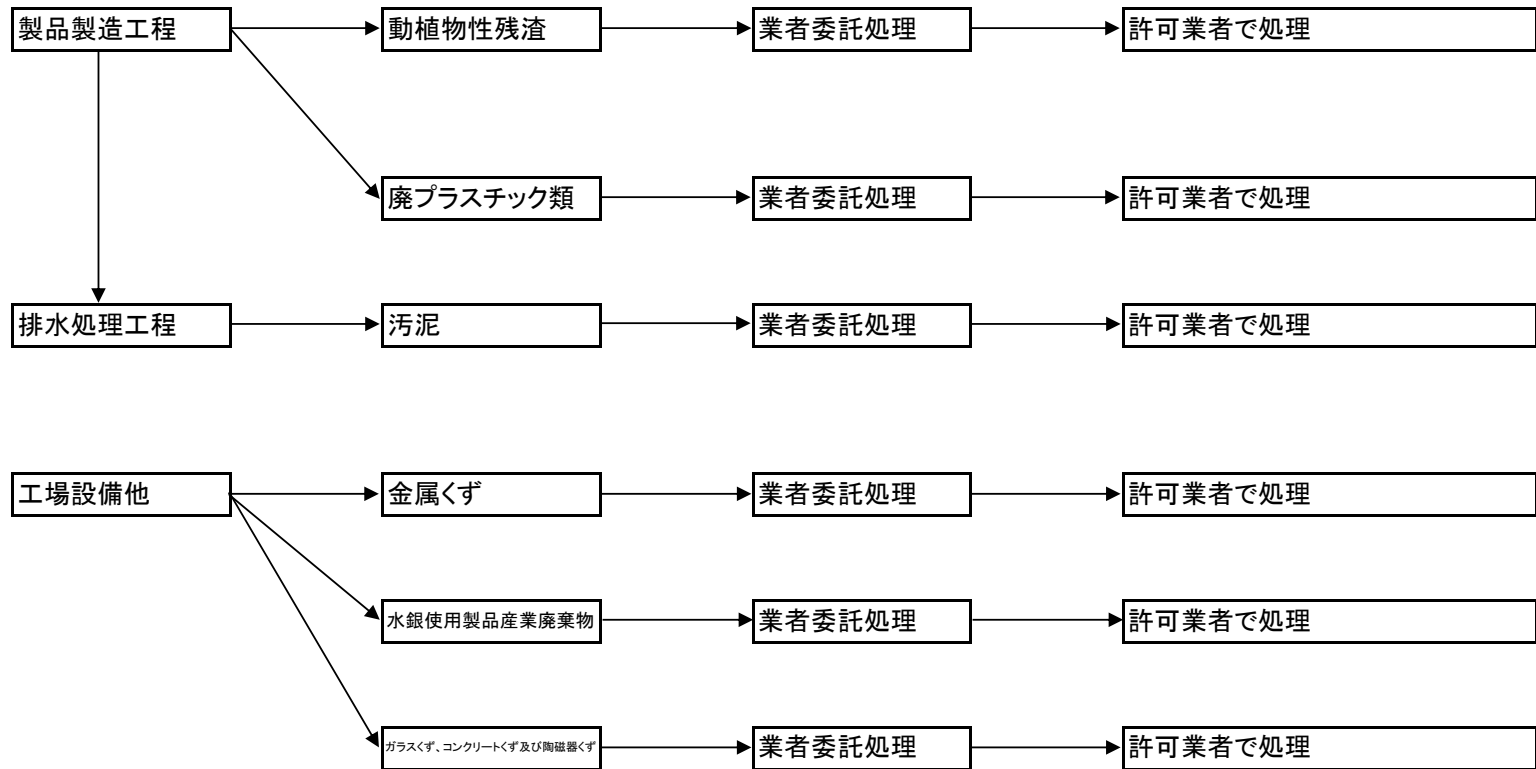 製品製造工程
動植物性残渣
業者委託処理
許可業者で処理
廃プラスチック類
業者委託処理
許可業者で処理
排水処理工程
汚泥
業者委託処理
許可業者で処理
工場設備他
金属くず
業者委託処理
許可業者で処理
水銀使用製品産業廃棄物
業者委託処理
許可業者で処理
ガラスくず、コンクリートくず及び陶磁器くず
業者委託処理
許可業者で処理